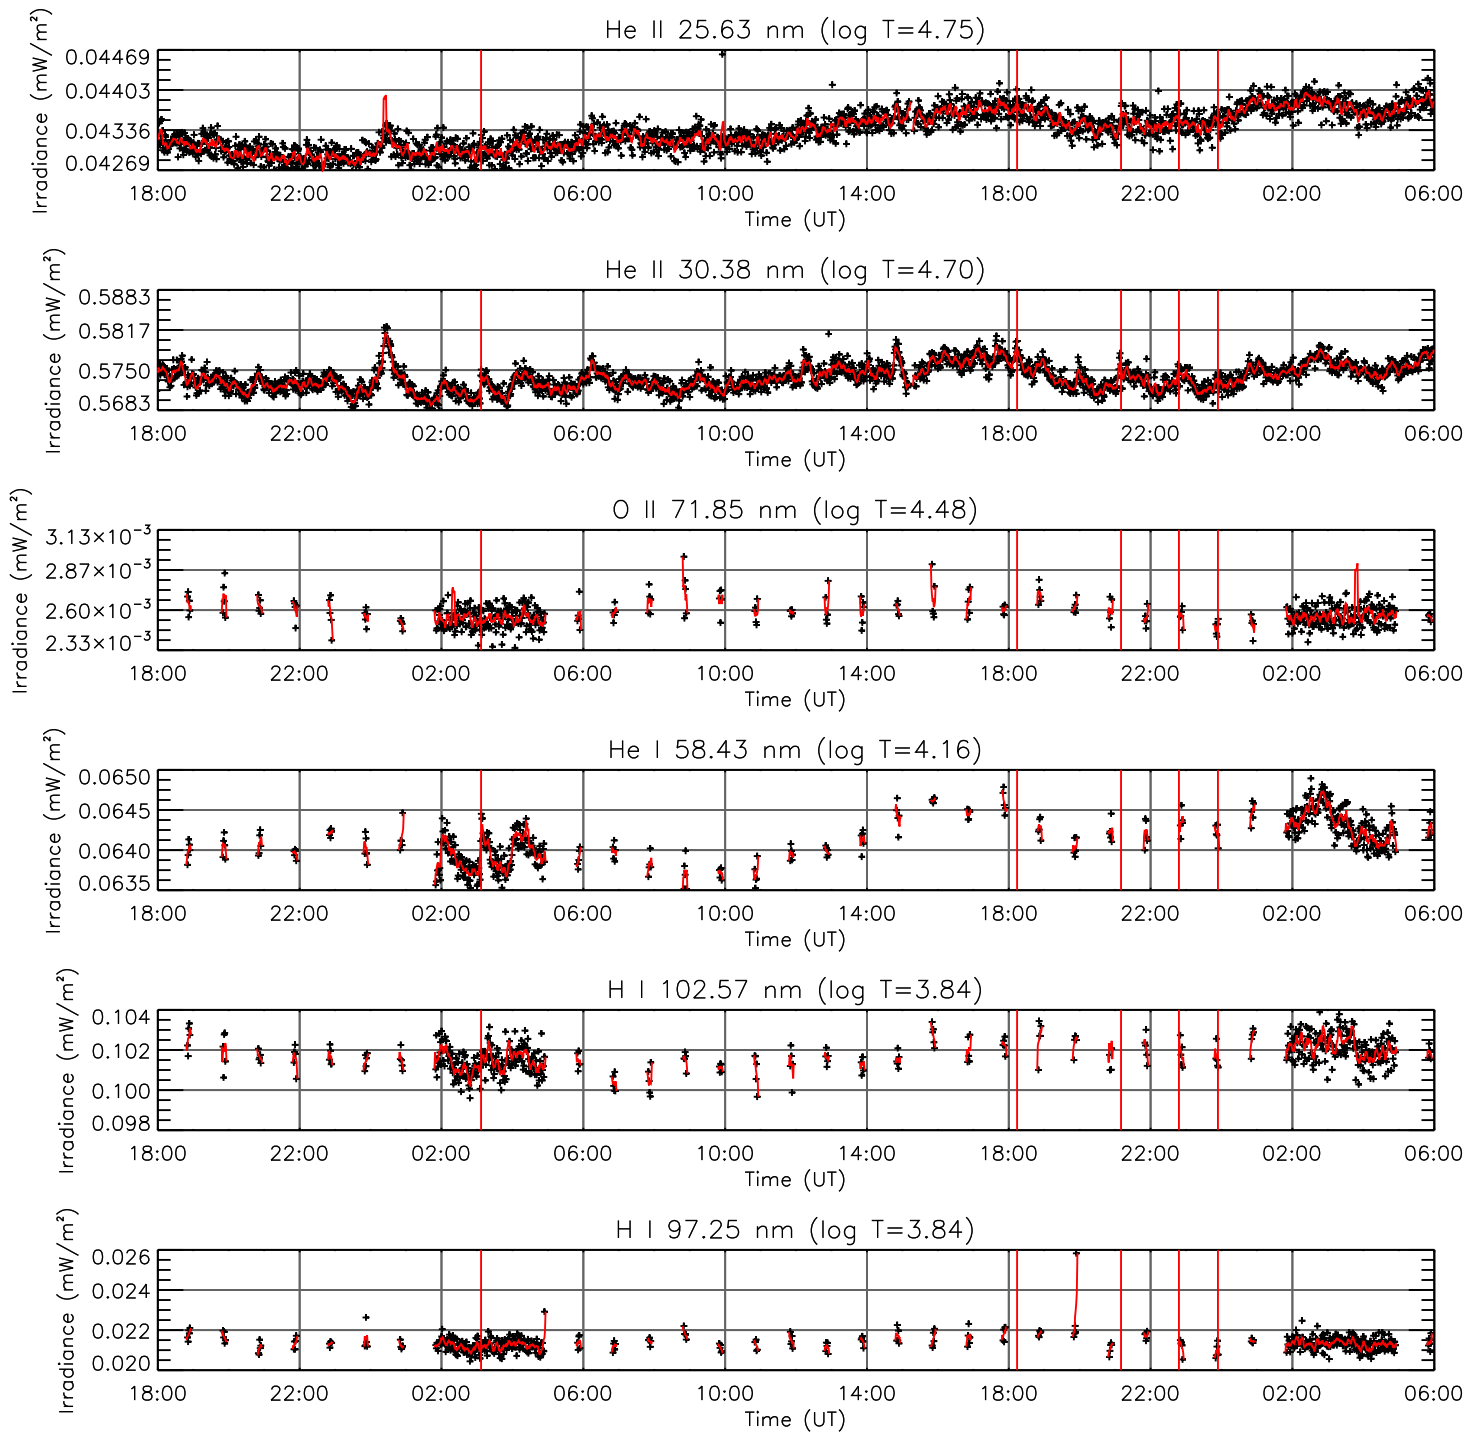 He II 25.63 nm (log T=4.75)
Irradiance (mW/m²)
0.04469
0.04403
0.04336
0.04269
18:00 22:00 02:00 06:00 10:00 14:00 18:00 22:00 02:00 06:00
Time (UT)
He II 30.38 nm (log T=4.70)
Irradiance (mW/m²)
0.5883
0.5817
0.5750
0.5683
18:00 22:00 02:00 06:00 10:00 14:00 18:00 22:00 02:00 06:00
Time (UT)
O II 71.85 nm (log T=4.48)
Irradiance (mW/m²)
3.13×10⁻³
2.87×10⁻³
2.60×10⁻³
2.33×10⁻³
18:00 22:00 02:00 06:00 10:00 14:00 18:00 22:00 02:00 06:00
Time (UT)
He I 58.43 nm (log T=4.16)
Irradiance (mW/m²)
0.0650
0.0645
0.0640
0.0635
18:00 22:00 02:00 06:00 10:00 14:00 18:00 22:00 02:00 06:00
Time (UT)
H I 102.57 nm (log T=3.84)
Irradiance (mW/m²)
0.104
0.102
0.100
0.098
18:00 22:00 02:00 06:00 10:00 14:00 18:00 22:00 02:00 06:00
Time (UT)
H I 97.25 nm (log T=3.84)
Irradiance (mW/m²)
0.026
0.024
0.022
0.020
18:00 22:00 02:00 06:00 10:00 14:00 18:00 22:00 02:00 06:00
Time (UT)